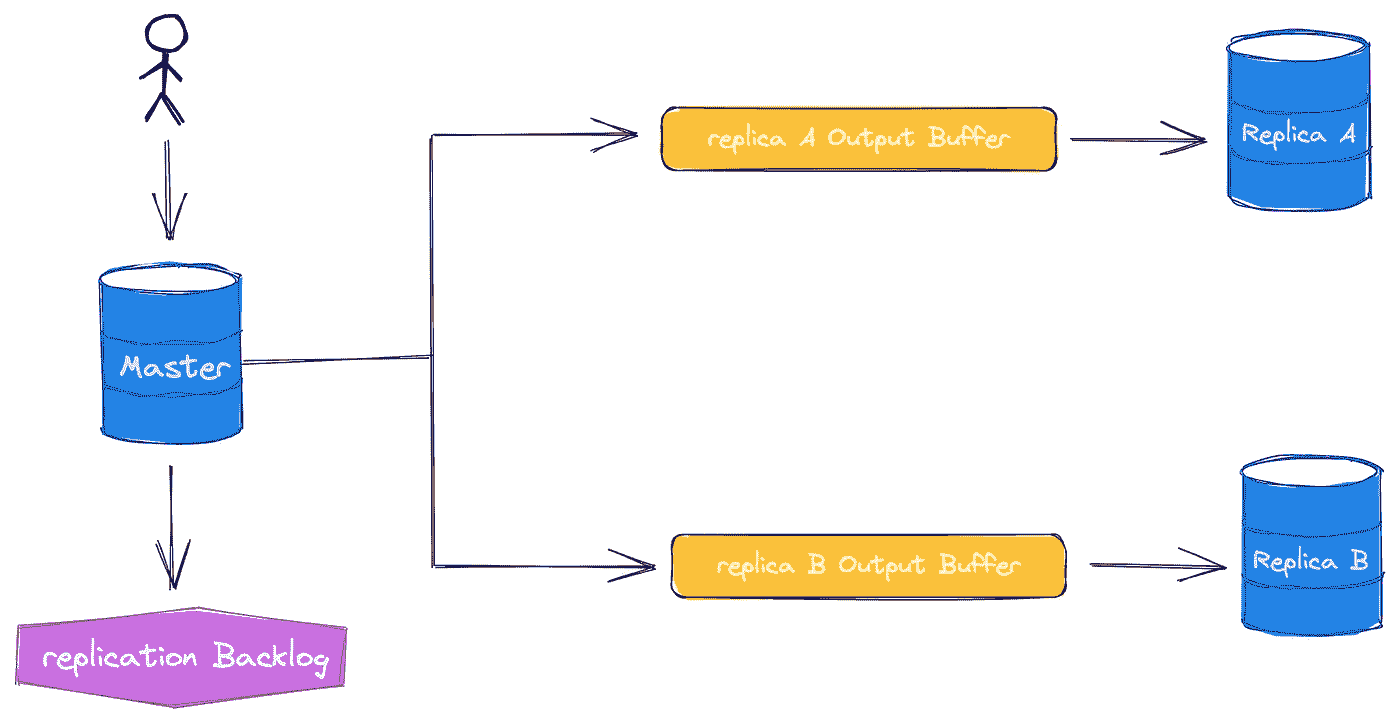 replica A Output Buffer
Replica A
Master
replica B Output Buffer
Replica B
replication Backlog